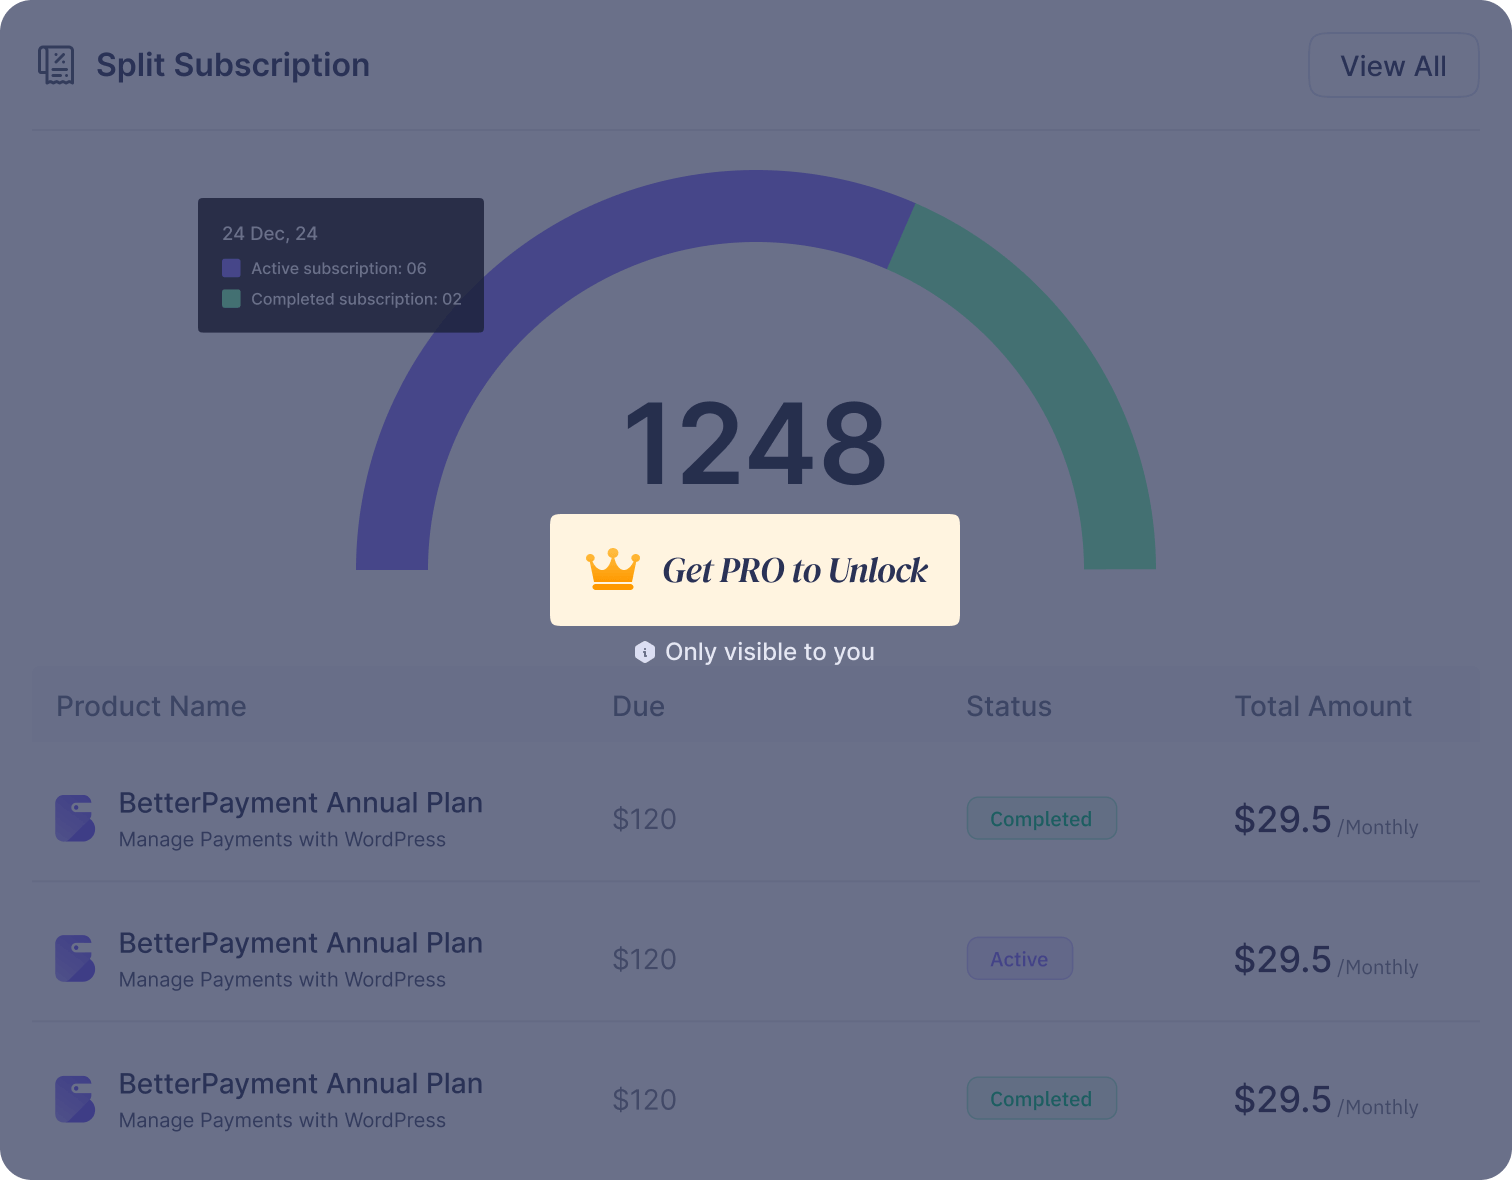 Split Subscription
View All
24 Dec, 24
Active subscription: 06
Completed subscription: 02
1248
Get PRO to Unlock
Only visible to you
Product Name Due Status Total Amount
BetterPayment Annual Plan
Manage Payments with WordPress
$120 Completed $29.5 /Monthly
BetterPayment Annual Plan
Manage Payments with WordPress
$120 Active $29.5 /Monthly
BetterPayment Annual Plan
Manage Payments with WordPress
$120 Completed $29.5 /Monthly